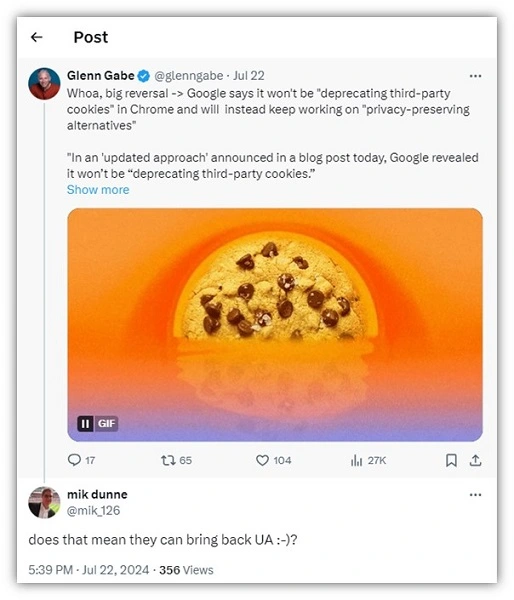 Post
Glenn Gabe @glenngabe · Jul 22
Whoa, big reversal -> Google says it won't be "deprecating third-party
cookies" in Chrome and will instead keep working on "privacy-preserving
alternatives"
"In an 'updated approach' announced in a blog post today, Google revealed
it won’t be “deprecating third-party cookies.”
Show more
GIF
17 65 104 27K
mik dunne
@mik_126
does that mean they can bring back UA :-)?
5:39 PM · Jul 22, 2024 · 356 Views